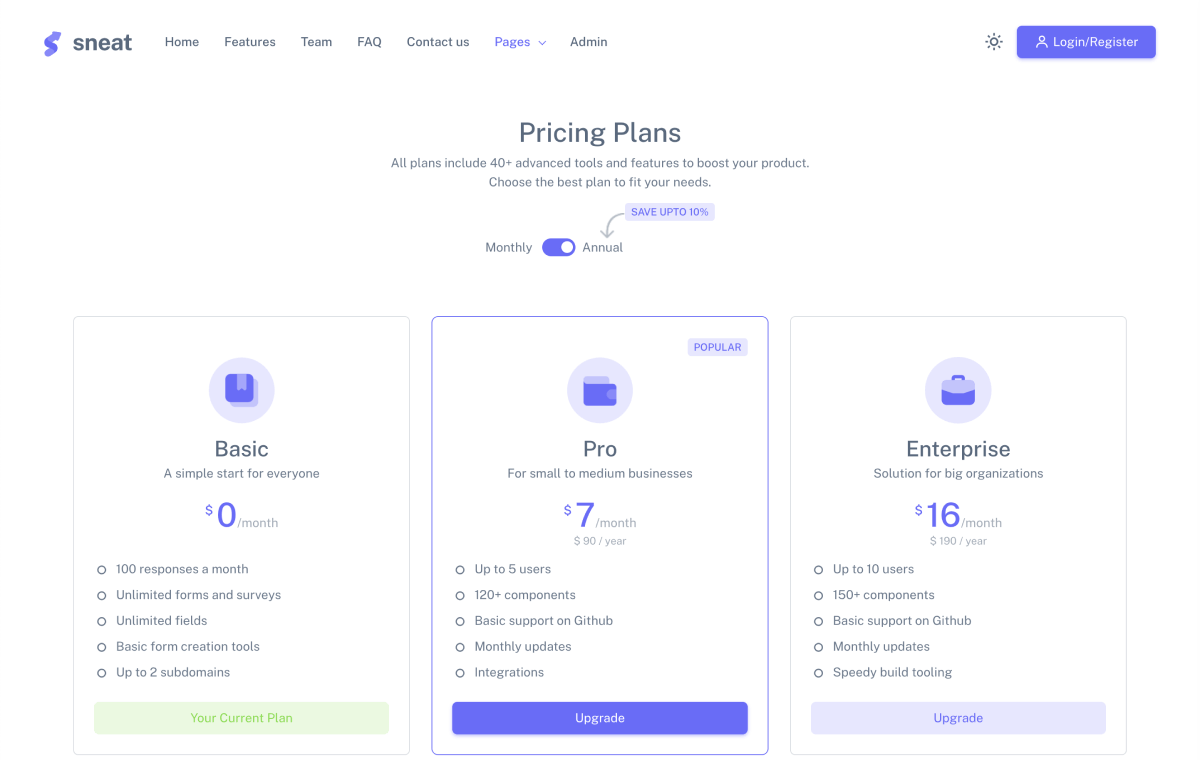 sneat Home Features Team FAQ Contact us Pages Admin Login/Register
Pricing Plans
All plans include 40+ advanced tools and features to boost your product.
Choose the best plan to fit your needs.
SAVE UPTO 10%
Monthly Annual
Basic
A simple start for everyone
$ 0 /month
100 responses a month
Unlimited forms and surveys
Unlimited fields
Basic form creation tools
Up to 2 subdomains
Your Current Plan
POPULAR
Pro
For small to medium businesses
$ 7 /month
$ 90 / year
Up to 5 users
120+ components
Basic support on Github
Monthly updates
Integrations
Upgrade
Enterprise
Solution for big organizations
$ 16 /month
$ 190 / year
Up to 10 users
150+ components
Basic support on Github
Monthly updates
Speedy build tooling
Upgrade